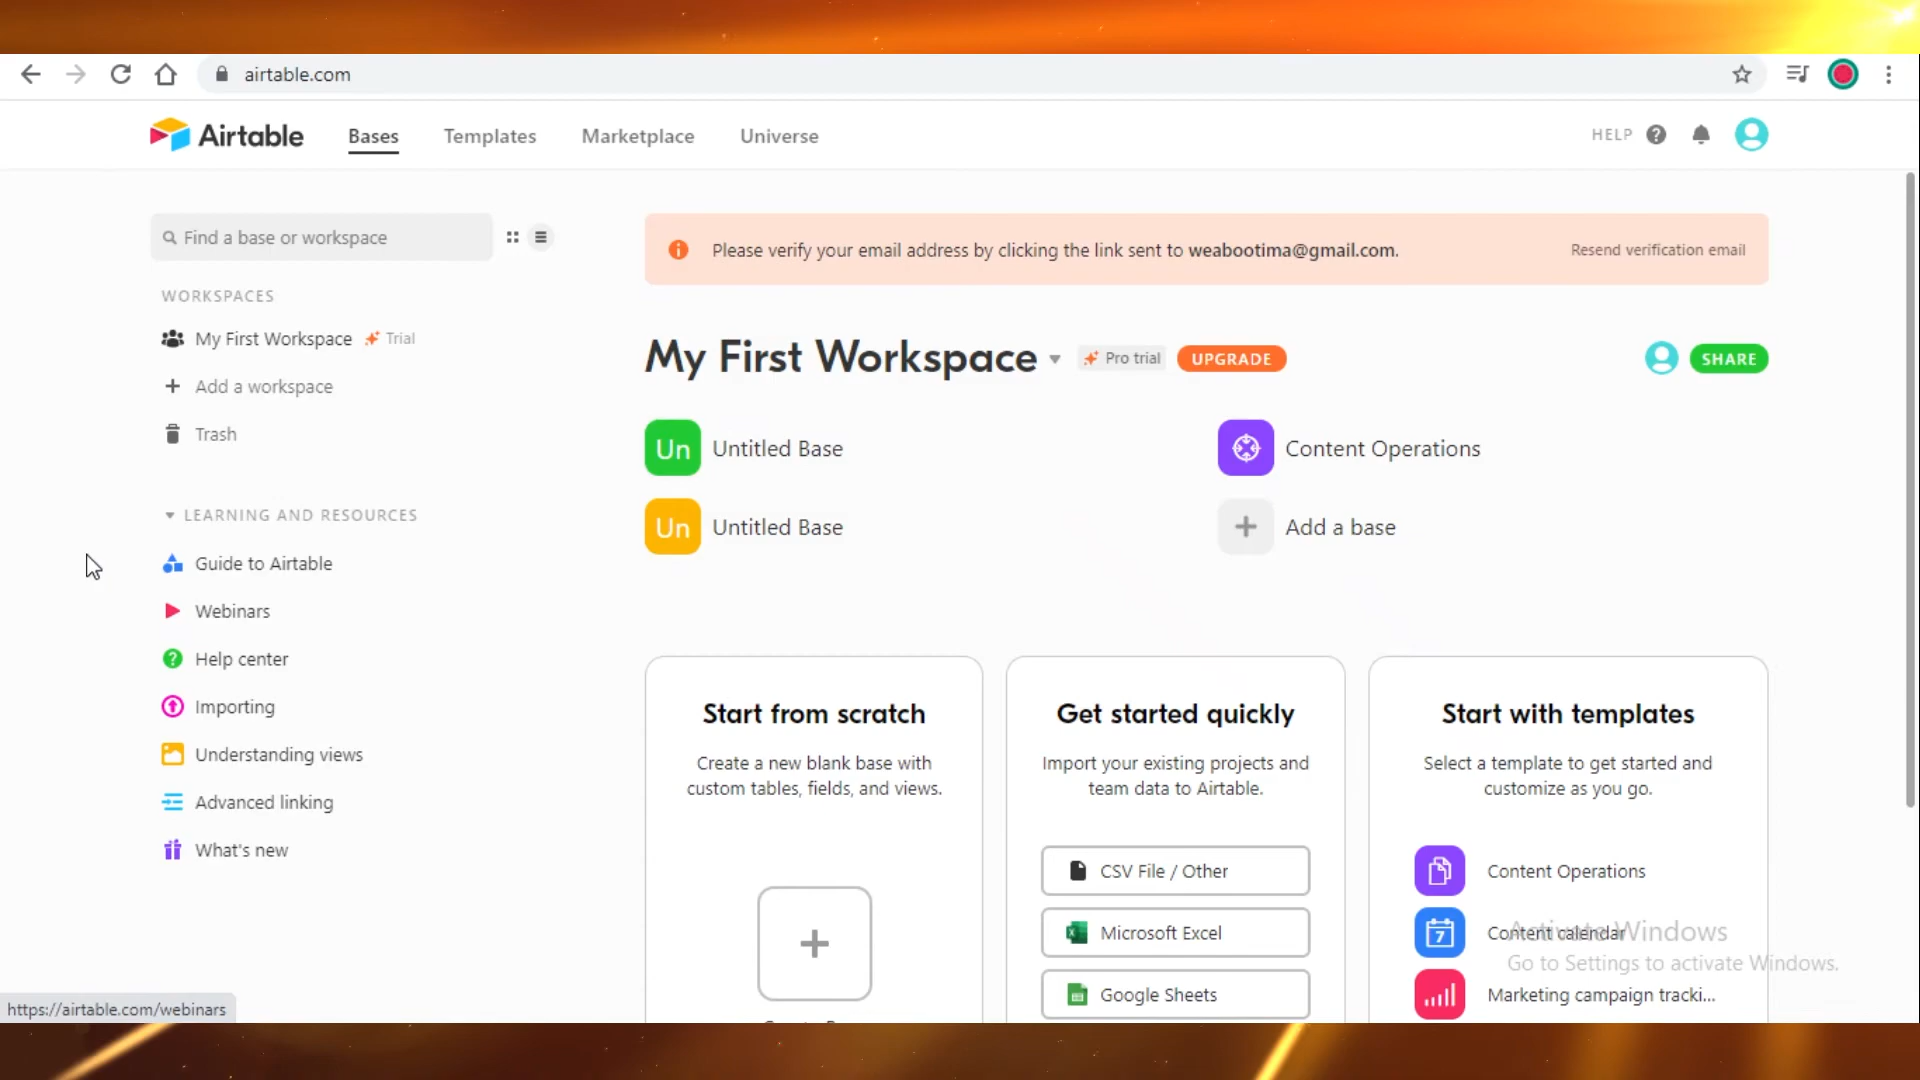 airtable.com
Airtable
Bases
Templates
Marketplace
Universe
HELP
Find a base or workspace
WORKSPACES
My First Workspace
Trial
Add a workspace
Trash
LEARNING AND RESOURCES
Guide to Airtable
Webinars
Help center
Importing
Understanding views
Advanced linking
What's new
https://airtable.com/webinars
Please verify your email address by clicking the link sent to weabootima@gmail.com.
Resend verification email
My First Workspace
Pro trial
UPGRADE
SHARE
Un
Untitled Base
Content Operations
Un
Untitled Base
Add a base
Start from scratch
Create a new blank base with
custom tables, fields, and views.
Get started quickly
Import your existing projects and
team data to Airtable.
CSV File / Other
Microsoft Excel
Google Sheets
Start with templates
Select a template to get started and
customize as you go.
Content Operations
7
Content calendar
Marketing campaign tracki...
Activate Windows
Go to Settings to activate Windows.